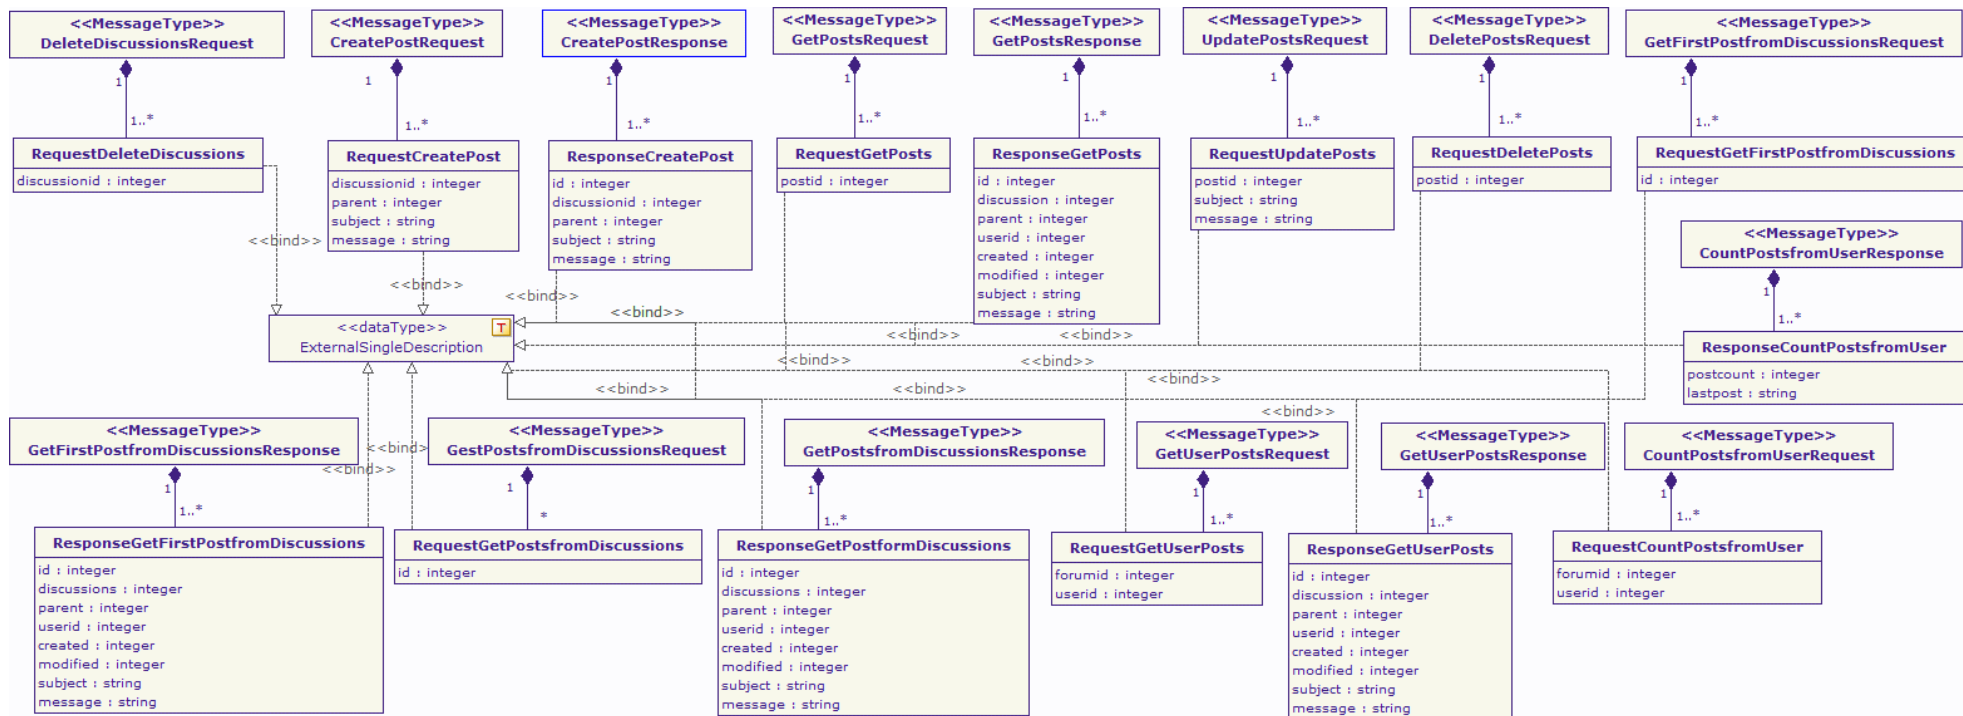 <<MessageType>>
DeleteDiscussionsRequest
<<MessageType>>
CreatePostRequest
<<MessageType>>
CreatePostResponse
<<MessageType>>
GetPostsRequest
<<MessageType>>
GetPostsResponse
<<MessageType>>
UpdatePostsRequest
<<MessageType>>
DeletePostsRequest
<<MessageType>>
GetFirstPostfromDiscussionsRequest
1
1..*
1
1..*
1
1..*
1
1..*
1
1..*
1
1..*
1
1..*
1
1..*
RequestDeleteDiscussions
discussionid : integer
RequestCreatePost
discussionid : integer
parent : integer
subject : string
message : string
ResponseCreatePost
id : integer
discussionid : integer
parent : integer
subject : string
message : string
RequestGetPosts
postid : integer
ResponseGetPosts
id : integer
discussion : integer
parent : integer
userid : integer
created : integer
modified : integer
subject : string
message : string
RequestUpdatePosts
postid : integer
subject : string
message : string
RequestDeletePosts
postid : integer
RequestGetFirstPostfromDiscussions
id : integer
<<MessageType>>
CountPostsfromUserResponse
1
1..*
ResponseCountPostsfromUser
postcount : integer
lastpost : string
<<bind>>
<<bind>>
<<bind>>
<<bind>>
<<bind>>
<<bind>>
<<bind>>
<<bind>>
<<bind>>
<<bind>>
<<bind>>
<<dataType>>
ExternalSingleDescription
T
<<bind>
<<bind>>
<<MessageType>>
GetFirstPostfromDiscussionsResponse
<<MessageType>>
GestPostsfromDiscussionsRequest
<<MessageType>>
GetPostsfromDiscussionsResponse
<<MessageType>>
GetUserPostsRequest
<<MessageType>>
GetUserPostsResponse
<<MessageType>>
CountPostsfromUserRequest
1
1..*
1
*
1
1..*
1
1..*
1
1..*
1
1..*
ResponseGetFirstPostfromDiscussions
id : integer
discussions : integer
parent : integer
userid : integer
created : integer
modified : integer
subject : string
message : string
RequestGetPostsfromDiscussions
id : integer
ResponseGetPostformDiscussions
id : integer
discussions : integer
parent : integer
userid : integer
created : integer
modified : integer
subject : string
message : string
RequestGetUserPosts
forumid : integer
userid : integer
ResponseGetUserPosts
id : integer
discussion : integer
parent : integer
userid : integer
created : integer
modified : integer
subject : string
message : string
RequestCountPostsfromUser
forumid : integer
userid : integer